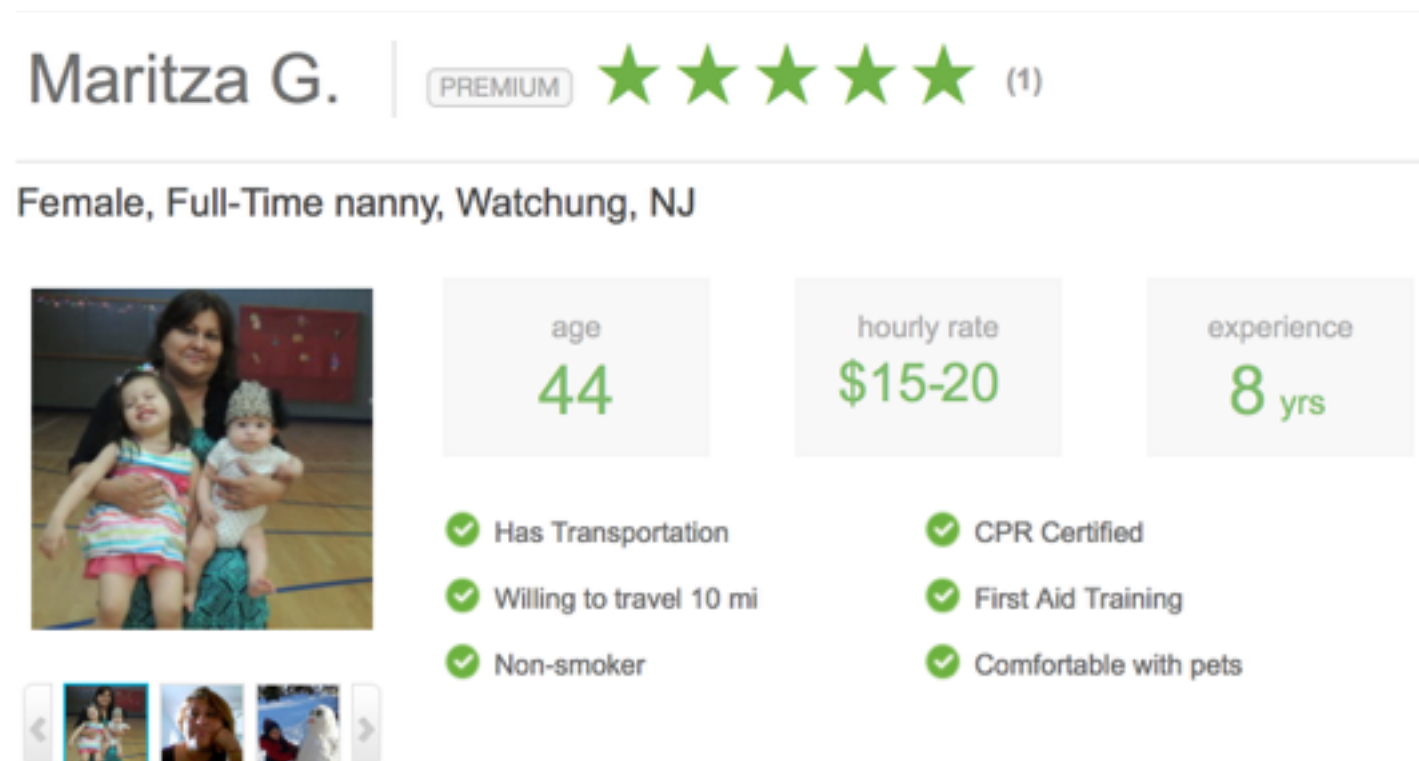 Maritza G. PREMIUM (1)
Female, Full-Time nanny, Watchung, NJ
age
44
hourly rate
$15-20
experience
8 yrs
Has Transportation
Willing to travel 10 mi
Non-smoker
CPR Certified
First Aid Training
Comfortable with pets